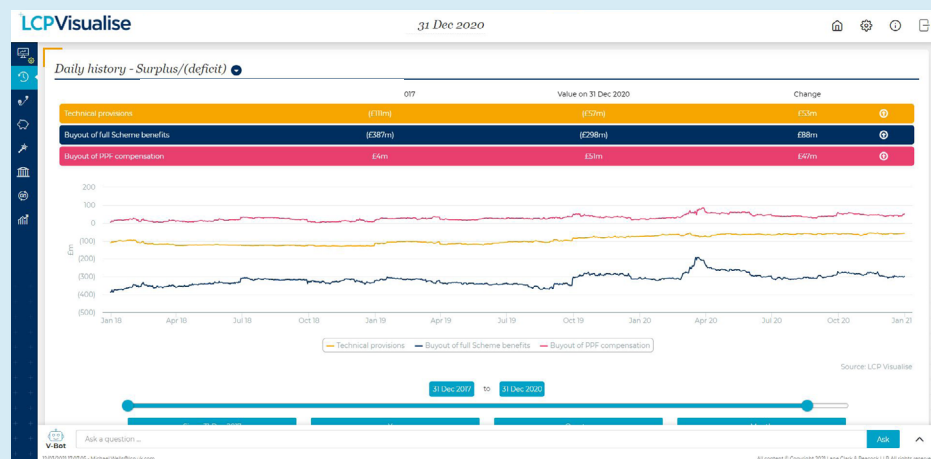 LCPVisualise
31 Dec 2020
Daily history - Surplus/(deficit)
017 Value on 31 Dec 2020 Change
Technical provisions (£111m) (£57m) £53m
Buyout of full Scheme benefits (£387m) (£298m) £88m
Buyout of PPF compensation £4m £51m £47m
200
100
0
(100)
£m
(200)
(300)
(400)
(500)
Jan 18 Apr 18 Jul 18 Oct 18 Jan 19 Apr 19 Jul 19 Oct 19 Jan 20 Apr 20 Jul 20 Oct 20 Jan 21
Technical provisions Buyout of full Scheme benefits Buyout of PPF compensation
Source: LCP Visualise
31 Dec 2017 to 31 Dec 2020
V-Bot Ask a question ... Ask